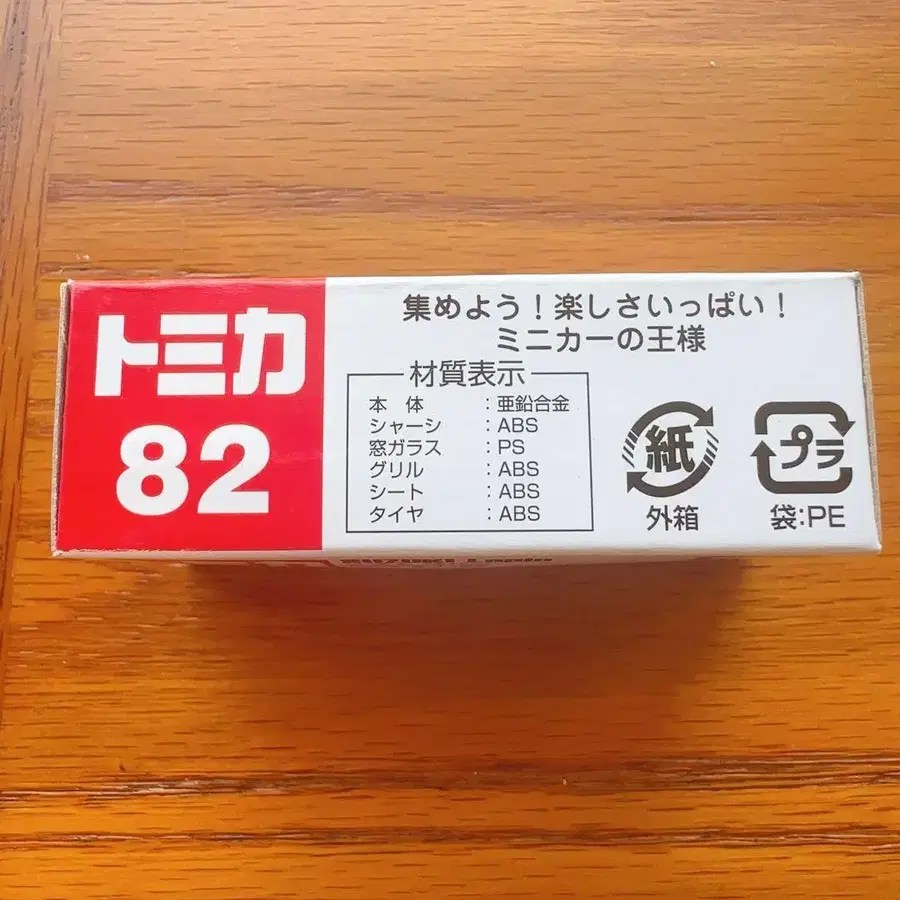 トミカ
82
集めよう!楽しさいっぱい!
ミニカーの王様
材質表示
本体:亜鉛合金
シャーシ:ABS
窓ガラス:PS
グリル:ABS
シート:ABS
タイヤ:ABS
紙
外箱
プラ
袋:PE
SUZUKI Lapin